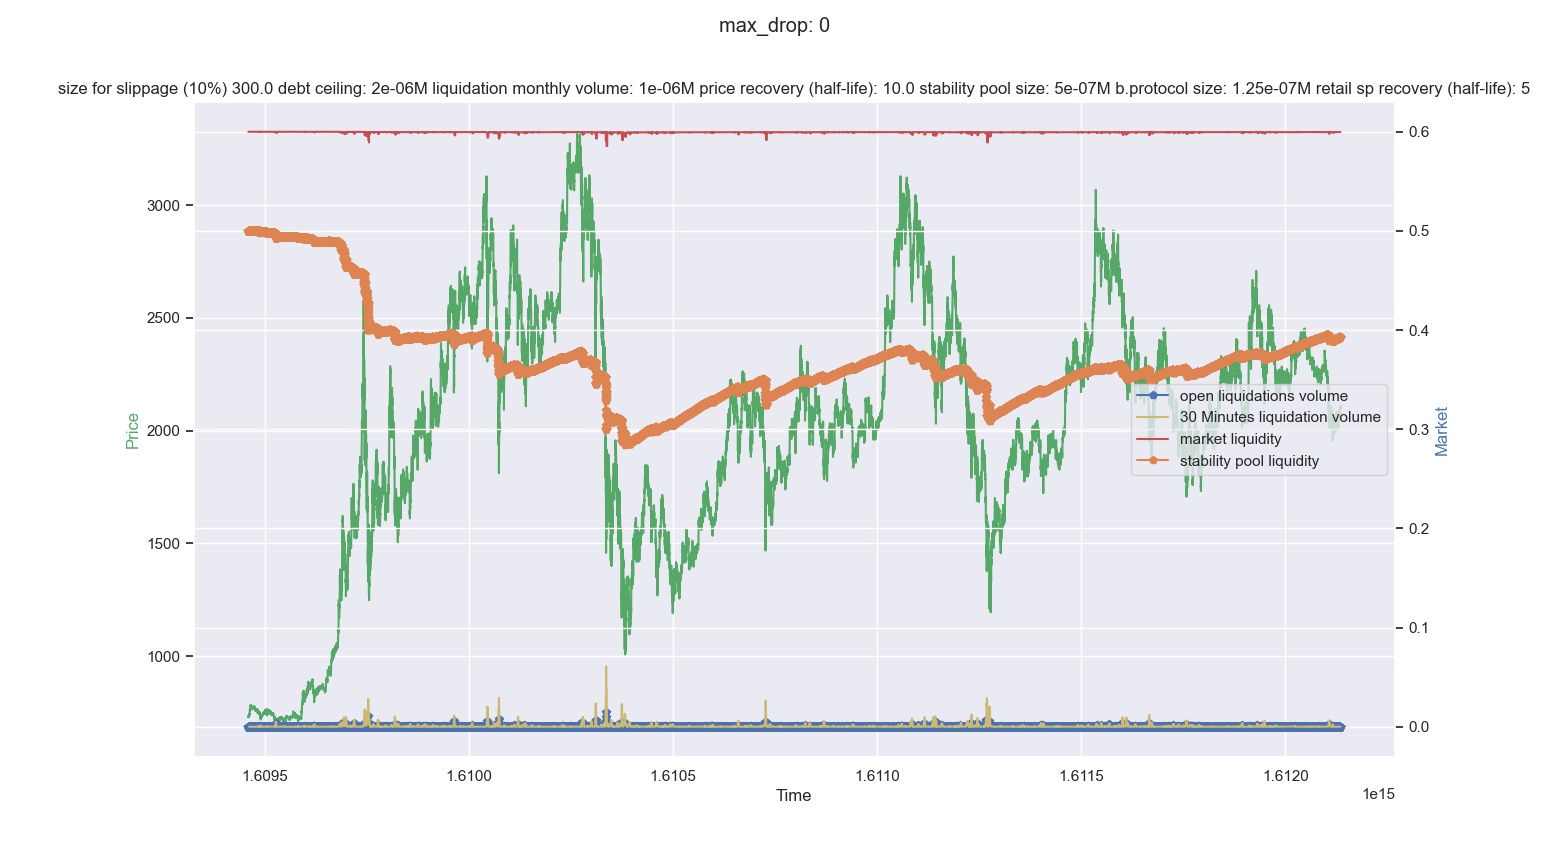 max_drop: 0
size for slippage (10%) 300.0 debt ceiling: 2e-06M liquidation monthly volume: 1e-06M price recovery (half-life): 10.0 stability pool size: 5e-07M b.protocol size: 1.25e-07M retail sp recovery (half-life): 5
3000
2500
2000
1500
1000
Price
0.6
0.5
0.4
0.3
0.2
0.1
0.0
Market
open liquidations volume
30 Minutes liquidation volume
market liquidity
stability pool liquidity
1.6095 1.6100 1.6105 1.6110 1.6115 1.6120
Time
1e15